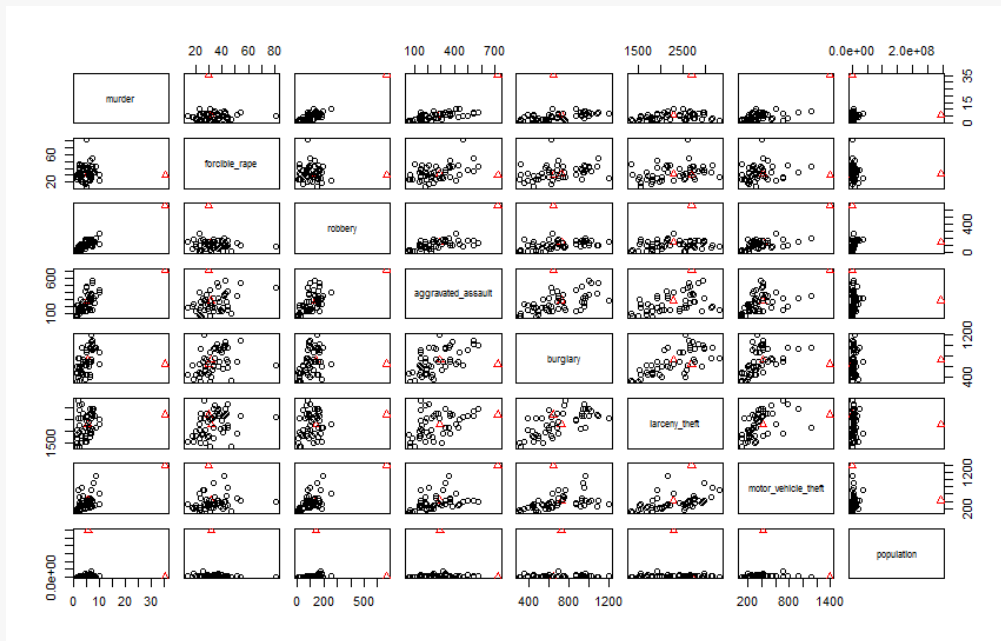 20 40 60 80 100 400 700 1500 2500 0.0e+00 2.0e+08
murder 0 15 35
20 60 forcible_rape
robbery 0 400
100 600 aggravated_assault
burglary 400 1200
1500 larceny_theft
motor_vehicle_theft 200 1200
0.0e+00 population
0 10 20 30 0 200 500 400 800 1200 200 800 1400